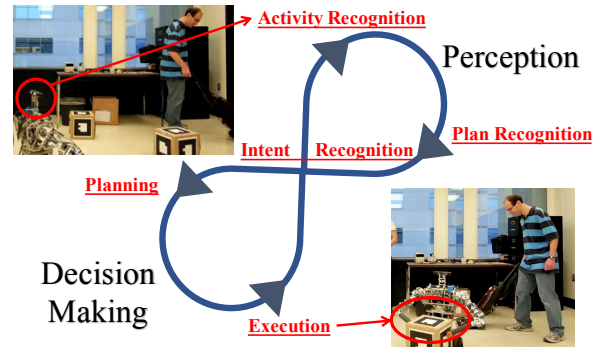 Activity Recognition
Perception
Plan Recognition
Intent Recognition
Planning
Decision
Making
Execution